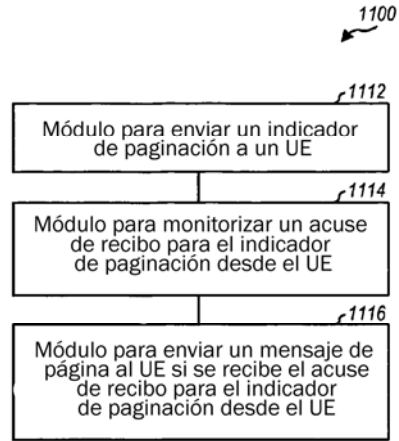 1100
1112
Módulo para enviar un indicador
de paginación a un UE
1114
Módulo para monitorizar un acuse
de recibo para el indicador
de paginación desde el UE
1116
Módulo para enviar un mensaje de
página al UE si se recibe el acuse
de recibo para el indicador
de paginación desde el UE